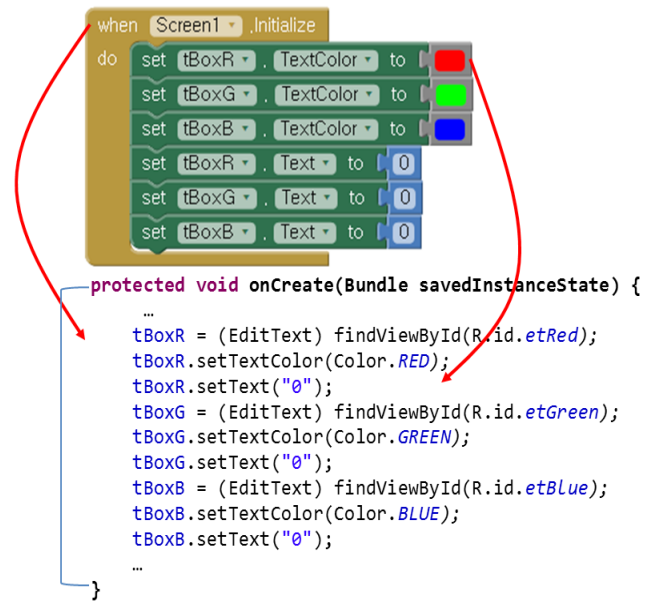 when Screen1 .Initialize
do set tBoxR . TextColor to
set tBoxG . TextColor to
set tBoxB . TextColor to
set tBoxR . Text to 0
set tBoxG . Text to 0
set tBoxB . Text to 0
protected void onCreate(Bundle savedInstanceState) {
…
tBoxR = (EditText) findViewById(R.id.etRed);
tBoxR.setTextColor(Color.RED);
tBoxR.setText("0");
tBoxG = (EditText) findViewById(R.id.etGreen);
tBoxG.setTextColor(Color.GREEN);
tBoxG.setText("0");
tBoxB = (EditText) findViewById(R.id.etBlue);
tBoxB.setTextColor(Color.BLUE);
tBoxB.setText("0");
…
}